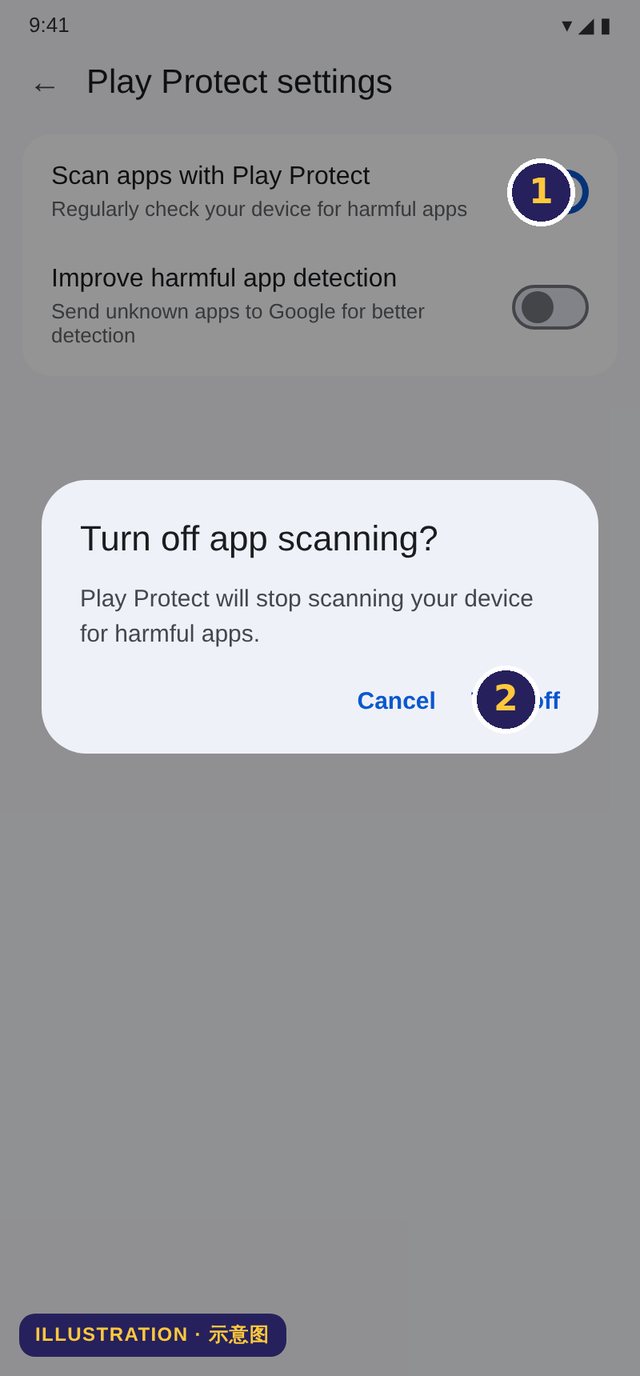 9:41
← Play Protect settings
Scan apps with Play Protect
Regularly check your device for harmful apps
1
Improve harmful app detection
Send unknown apps to Google for better
detection
Turn off app scanning?
Play Protect will stop scanning your device
for harmful apps.
Cancel 2 off
ILLUSTRATION · 示意图